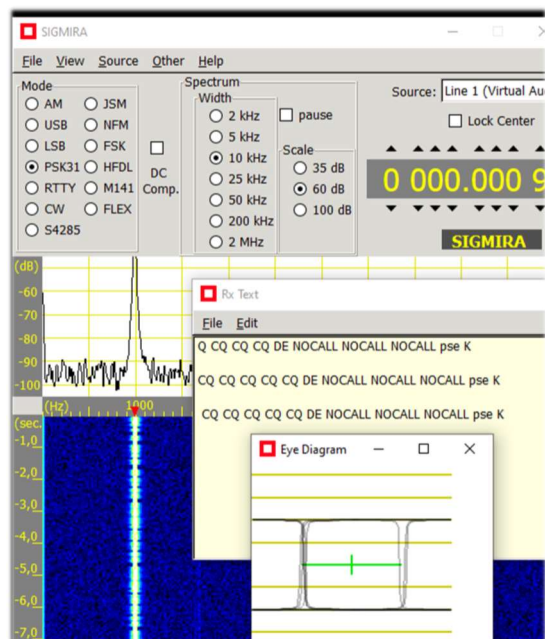 SIGMIRA
File View Source Other Help
Mode
AM JSM
USB NFM
LSB FSK
PSK31 HFDL
RTTY M141
CW FLEX
S4285
DC
Comp.
Spectrum
Width
2 kHz
5 kHz
10 kHz
25 kHz
50 kHz
200 kHz
2 MHz
pause
Scale
35 dB
60 dB
100 dB
Source: Line 1 (Virtual Au
Lock Center
0 000.000 9
SIGMIRA
(dB)
-60
-70
-80
-90
-100
(Hz) 1000
(sec.
-1,0
-2,0
-3,0
-4,0
-5,0
-6,0
-7,0
Rx Text
File Edit
Q CQ CQ CQ DE NOCALL NOCALL NOCALL pse K
CQ CQ CQ CQ CQ DE NOCALL NOCALL NOCALL pse K
CQ CQ CQ CQ CQ DE NOCALL NOCALL NOCALL pse K
Eye Diagram